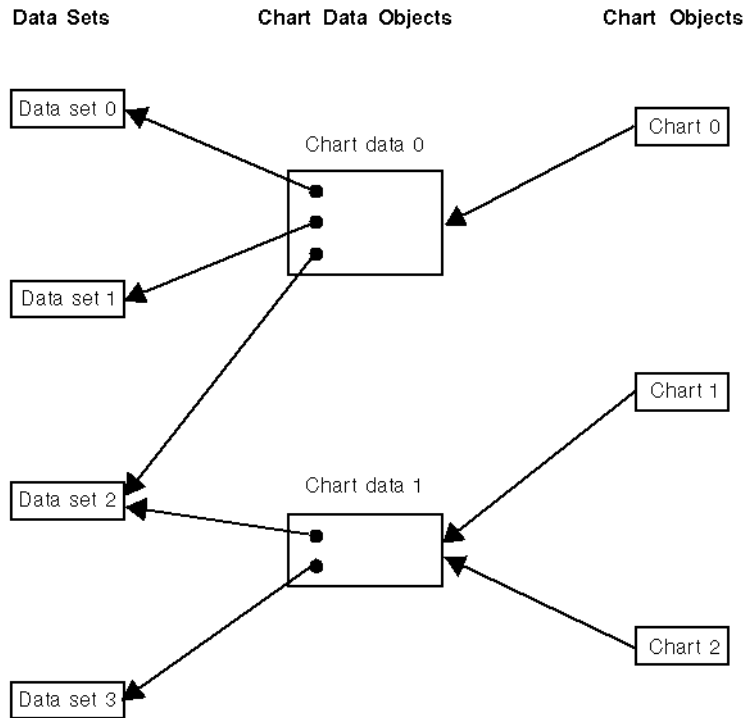 Data Sets
Chart Data Objects
Chart Objects
Data set 0
Chart data 0
Chart 0
Data set 1
Chart 1
Data set 2
Chart data 1
Chart 2
Data set 3